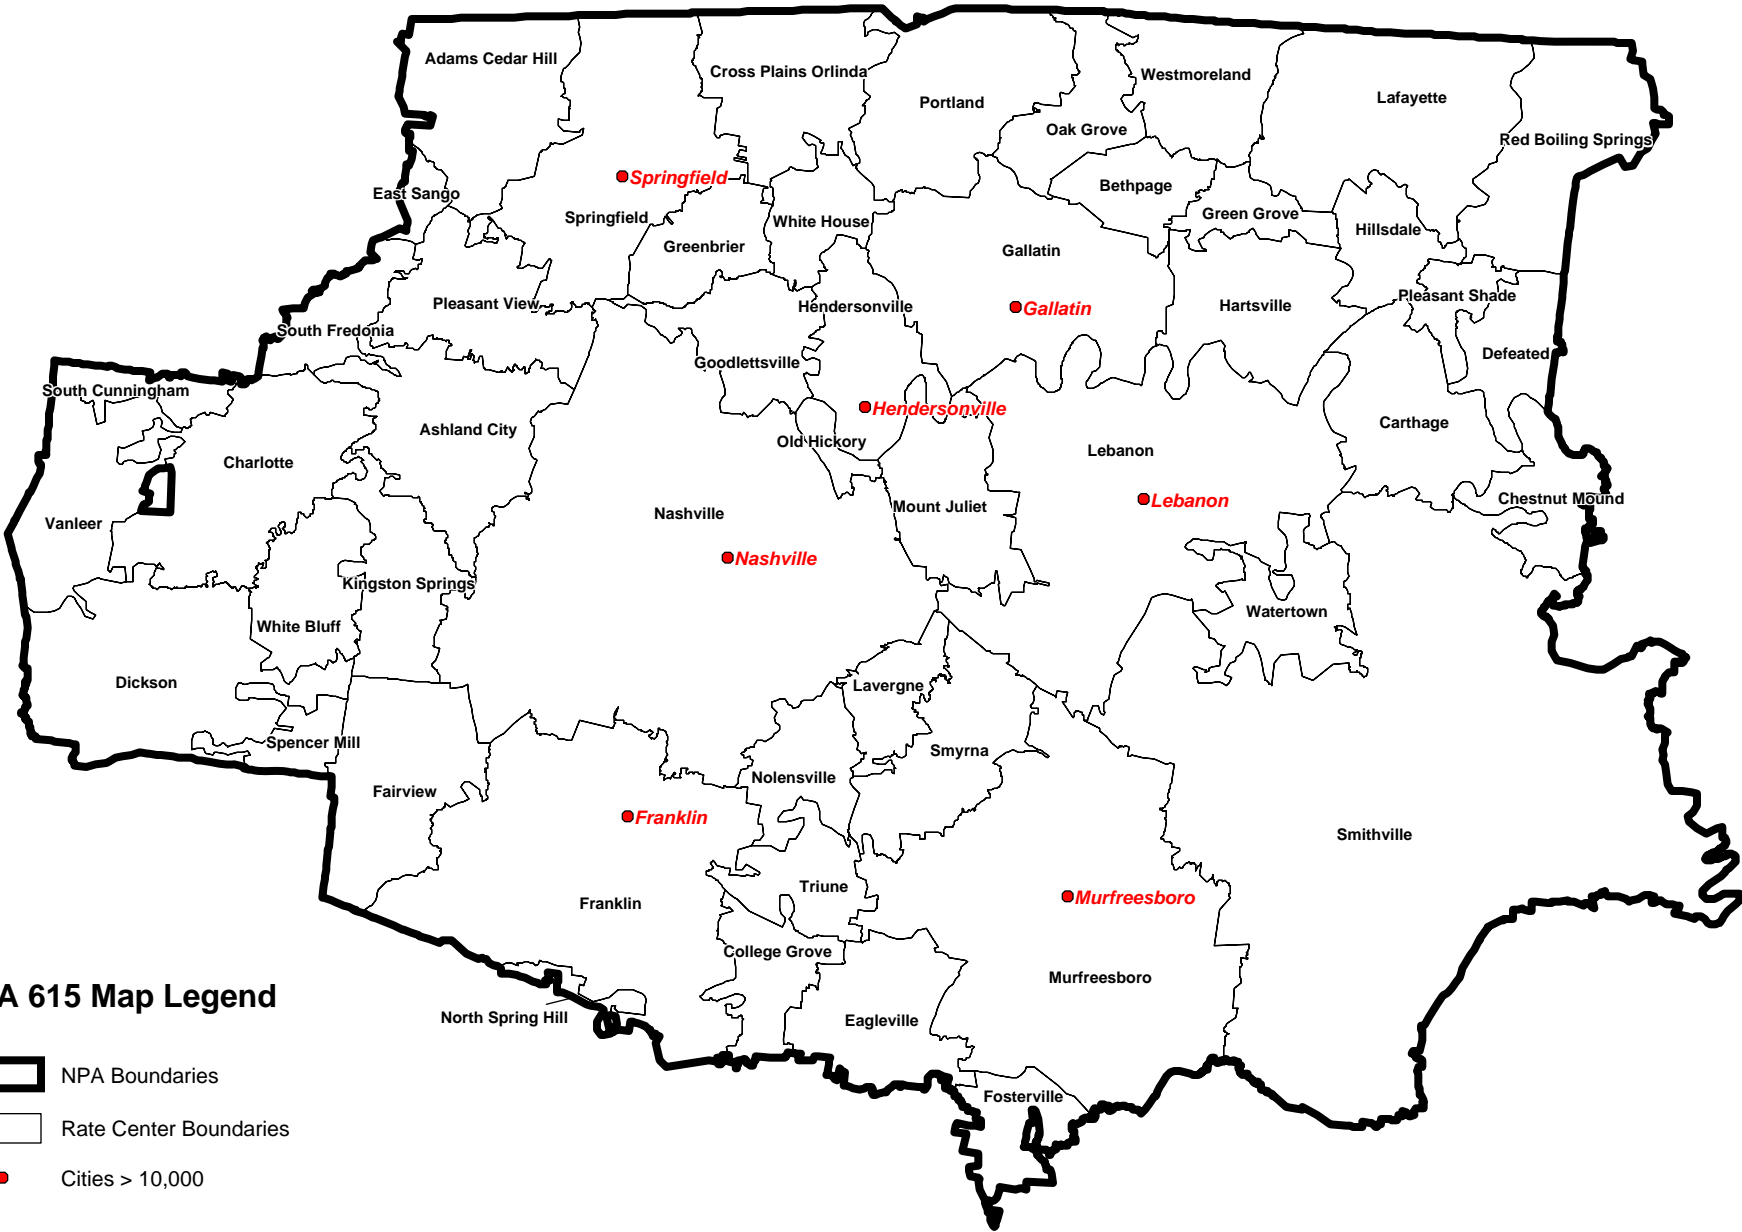 Adams Cedar Hill
Cross Plains Orlinda
Portland
Westmoreland
Lafayette
Oak Grove
Red Boiling Springs
Springfield
East Sango
Bethpage
Springfield
White House
Green Grove
Hillsdale
Greenbrier
Gallatin
Pleasant View
Hendersonville
Gallatin
Hartsville
Pleasant Shade
South Fredonia
Goodlettsville
Defeated
South Cunningham
Hendersonville
Ashland City
Old Hickory
Carthage
Charlotte
Lebanon
Lebanon
Chestnut Mound
Vanleer
Nashville
Mount Juliet
Nashville
Kingston Springs
White Bluff
Watertown
Dickson
Lavergne
Spencer Mill
Smyrna
Nolensville
Fairview
Franklin
Smithville
Triune
Franklin
Murfreesboro
College Grove
Murfreesboro
North Spring Hill
Eagleville
Fosterville
A 615 Map Legend
NPA Boundaries
Rate Center Boundaries
Cities > 10,000